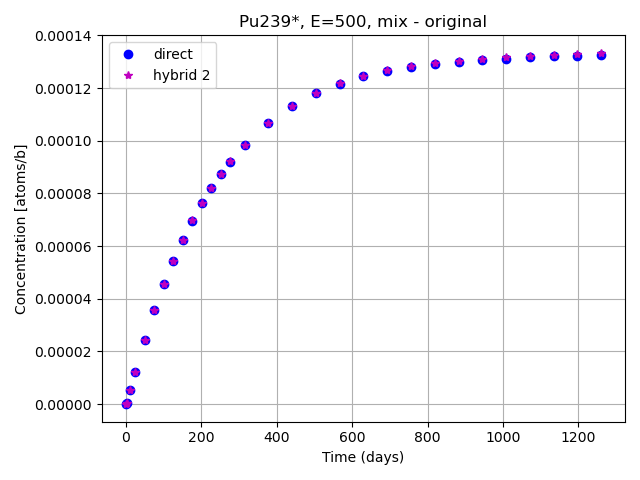 Pu239*, E=500, mix - original
direct
hybrid 2
Concentration [atoms/b]
0.00014
0.00012
0.00010
0.00008
0.00006
0.00004
0.00002
0.00000
0 200 400 600 800 1000 1200
Time (days)